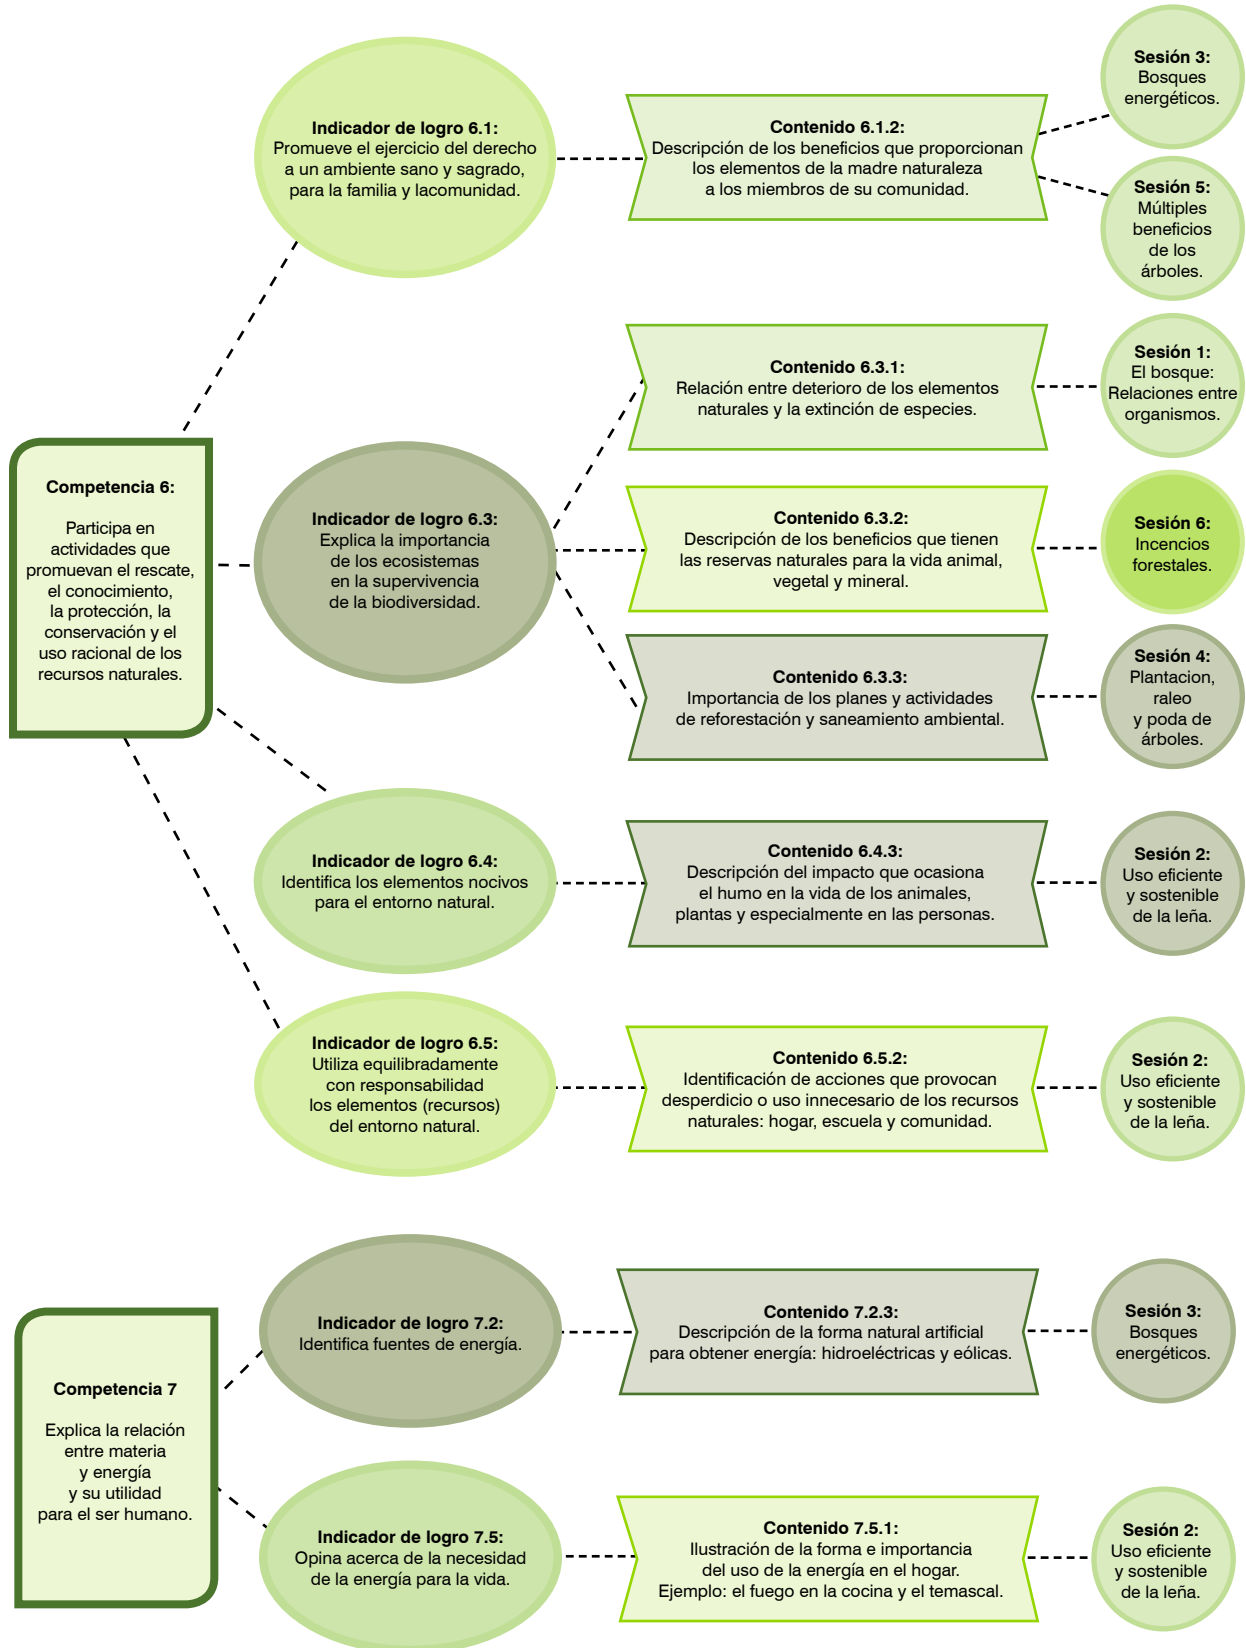 Competencia 6:
Participa en
actividades que
promuevan el rescate,
el conocimiento,
la protección, la
conservación y el
uso racional de los
recursos naturales.
Indicador de logro 6.1:
Promueve el ejercicio del derecho
a un ambiente sano y sagrado,
para la familia y lacomunidad.
Contenido 6.1.2:
Descripción de los beneficios que proporcionan
los elementos de la madre naturaleza
a los miembros de su comunidad.
Sesión 3:
Bosques
energéticos.
Sesión 5:
Múltiples
beneficios
de los
árboles.
Indicador de logro 6.3:
Explica la importancia
de los ecosistemas
en la supervivencia
de la biodiversidad.
Contenido 6.3.1:
Relación entre deterioro de los elementos
naturales y la extinción de especies.
Sesión 1:
El bosque:
Relaciones entre
organismos.
Contenido 6.3.2:
Descripción de los beneficios que tienen
las reservas naturales para la vida animal,
vegetal y mineral.
Sesión 6:
Incencios
forestales.
Contenido 6.3.3:
Importancia de los planes y actividades
de reforestación y saneamiento ambiental.
Sesión 4:
Plantacion,
raleo
y poda de
árboles.
Indicador de logro 6.4:
Identifica los elementos nocivos
para el entorno natural.
Contenido 6.4.3:
Descripción del impacto que ocasiona
el humo en la vida de los animales,
plantas y especialmente en las personas.
Sesión 2:
Uso eficiente
y sostenible
de la leña.
Indicador de logro 6.5:
Utiliza equilibradamente
con responsabilidad
los elementos (recursos)
del entorno natural.
Contenido 6.5.2:
Identificación de acciones que provocan
desperdicio o uso innecesario de los recursos
naturales: hogar, escuela y comunidad.
Sesión 2:
Uso eficiente
y sostenible
de la leña.
Competencia 7
Explica la relación
entre materia
y energía
y su utilidad
para el ser humano.
Indicador de logro 7.2:
Identifica fuentes de energía.
Contenido 7.2.3:
Descripción de la forma natural artificial
para obtener energía: hidroeléctricas y eólicas.
Sesión 3:
Bosques
energéticos.
Indicador de logro 7.5:
Opina acerca de la necesidad
de la energía para la vida.
Contenido 7.5.1:
Ilustración de la forma e importancia
del uso de la energía en el hogar.
Ejemplo: el fuego en la cocina y el temascal.
Sesión 2:
Uso eficiente
y sostenible
de la leña.